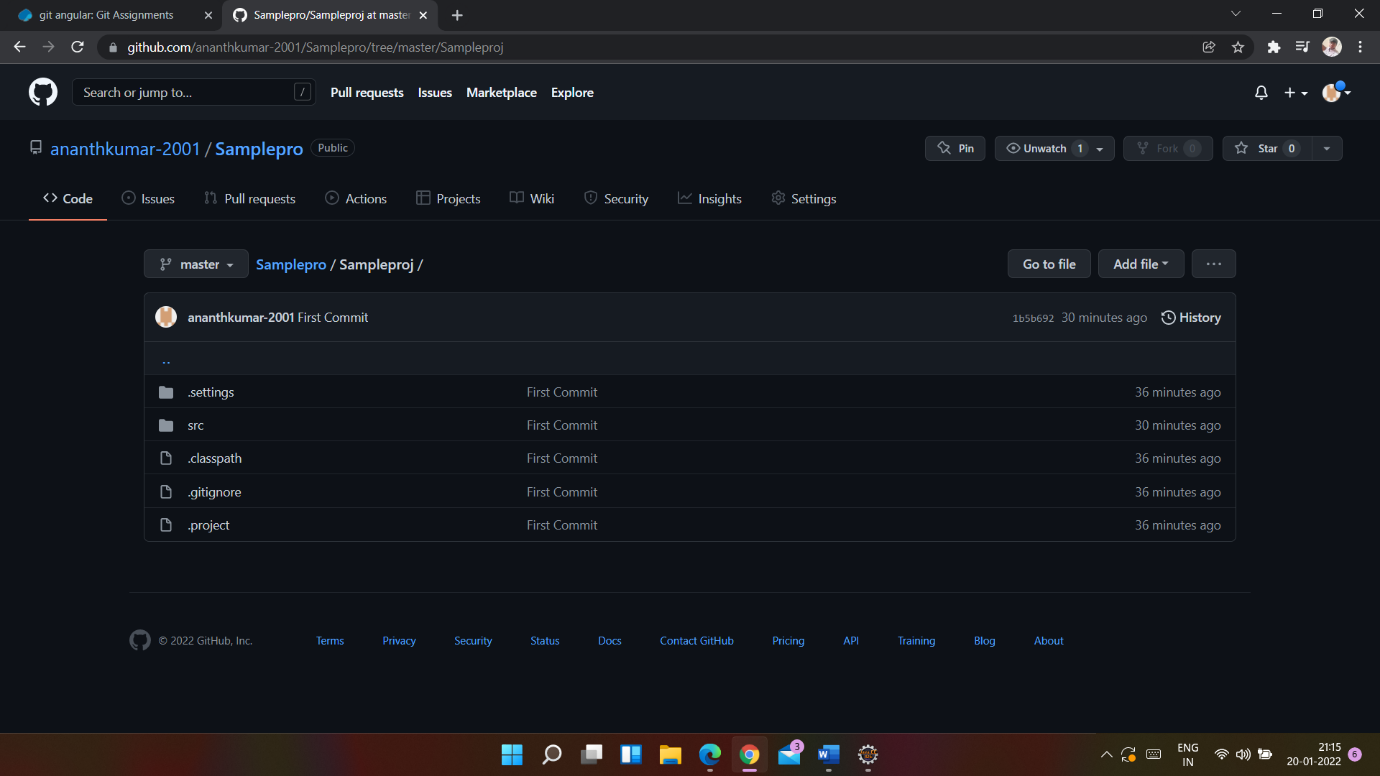 git angular: Git Assignments
Samplepro/Sampleproj at master
github.com/ananthkumar-2001/Samplepro/tree/master/Sampleproj
Search or jump to... /
Pull requests Issues Marketplace Explore
ananthkumar-2001 / Samplepro Public
Pin Unwatch 1 Fork 0 Star 0
Code Issues Pull requests Actions Projects Wiki Security Insights Settings
master Samplepro / Sampleproj / Go to file Add file
ananthkumar-2001 First Commit 1b5b692 30 minutes ago History
..
.settings First Commit 36 minutes ago
src First Commit 30 minutes ago
.classpath First Commit 36 minutes ago
.gitignore First Commit 36 minutes ago
.project First Commit 36 minutes ago
© 2022 GitHub, Inc. Terms Privacy Security Status Docs Contact GitHub Pricing API Training Blog About
3
ENG
IN
21:15
20-01-2022
6